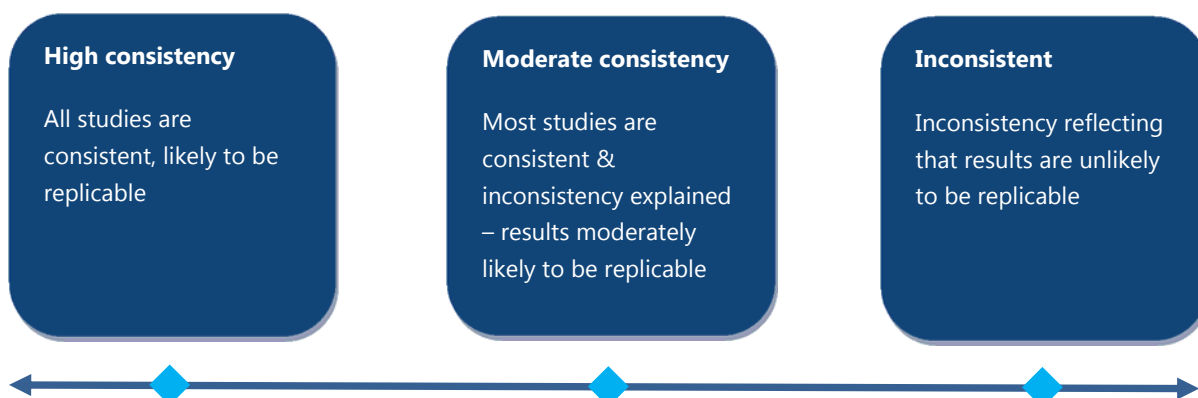 High consistency
All studies are
consistent, likely to be
replicable
Moderate consistency
Most studies are
consistent &
inconsistency explained
– results moderately
likely to be replicable
Inconsistent
Inconsistency reflecting
that results are unlikely
to be replicable